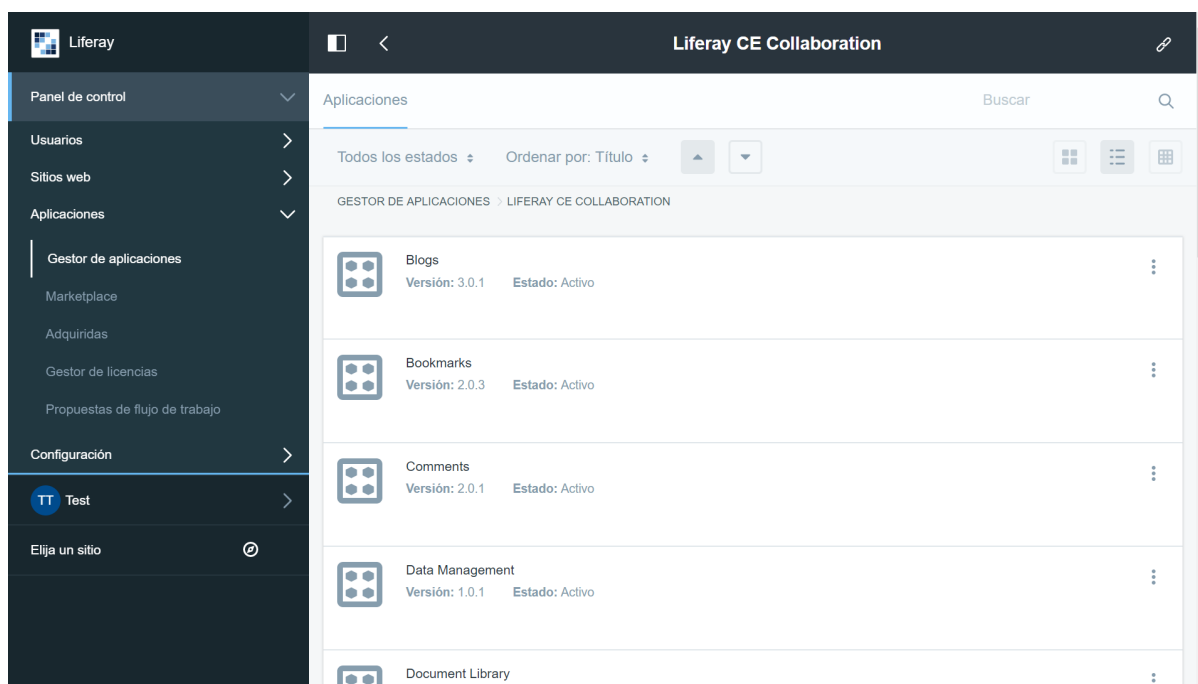 Liferay
Liferay CE Collaboration
Panel de control
Usuarios
Sitios web
Aplicaciones
Gestor de aplicaciones
Marketplace
Adquiridas
Gestor de licencias
Propuestas de flujo de trabajo
Configuración
TT Test
Elija un sitio
Aplicaciones Buscar
Todos los estados Ordenar por: Título
GESTOR DE APLICACIONES > LIFERAY CE COLLABORATION
Blogs
Versión: 3.0.1 Estado: Activo
Bookmarks
Versión: 2.0.3 Estado: Activo
Comments
Versión: 2.0.1 Estado: Activo
Data Management
Versión: 1.0.1 Estado: Activo
Document Library